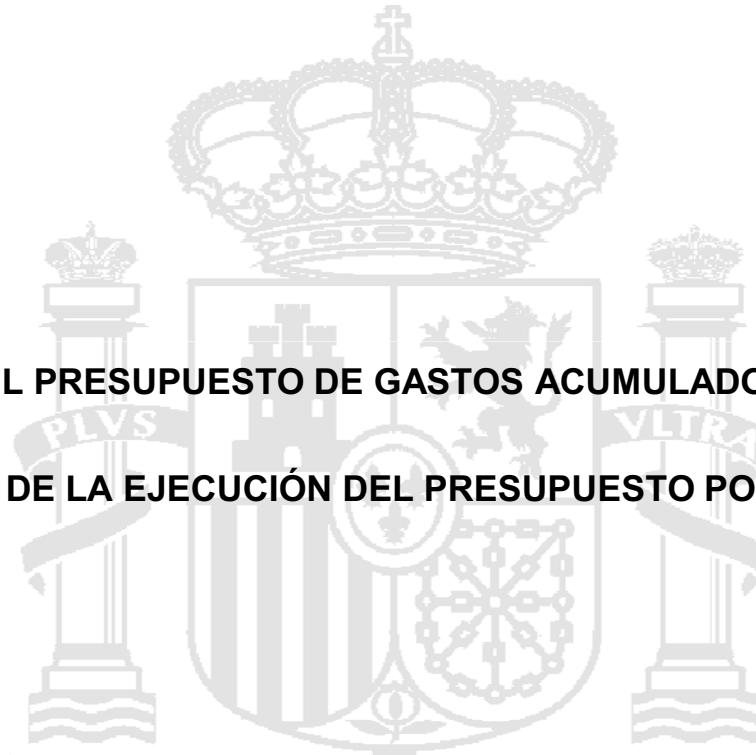 L PRESUPUESTO DE GASTOS ACUMULADO
PLVS
VLTRA
DE LA EJECUCIÓN DEL PRESUPUESTO PO